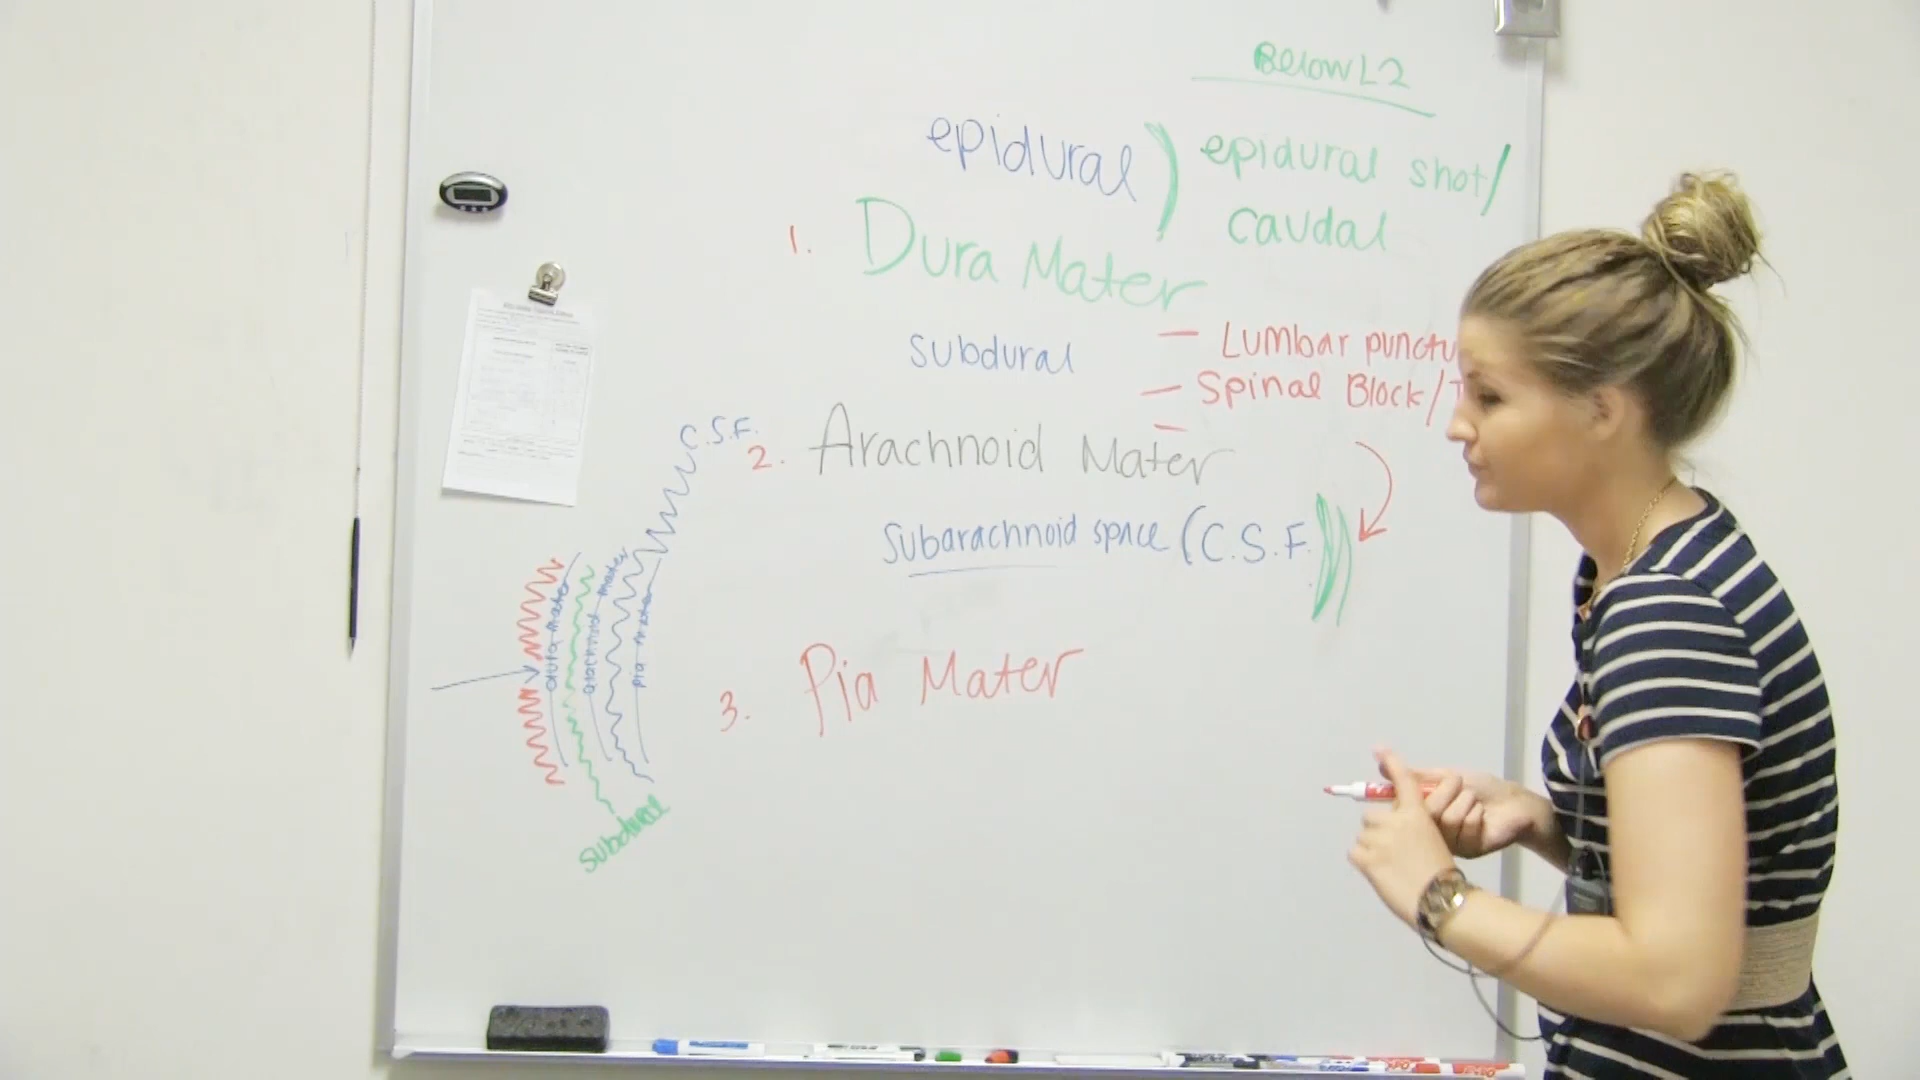 Below L2
epidural ) epidural shot/
caudal
1. Dura Mater
subdural
- Lumbar
- Spinal Block/
-
C.S.F.
2. Arachnoid Mater
Subarachnoid space (C.S.F.)
3. Pia Mater
dura mater
arachnoid mater
pia mater
subdural